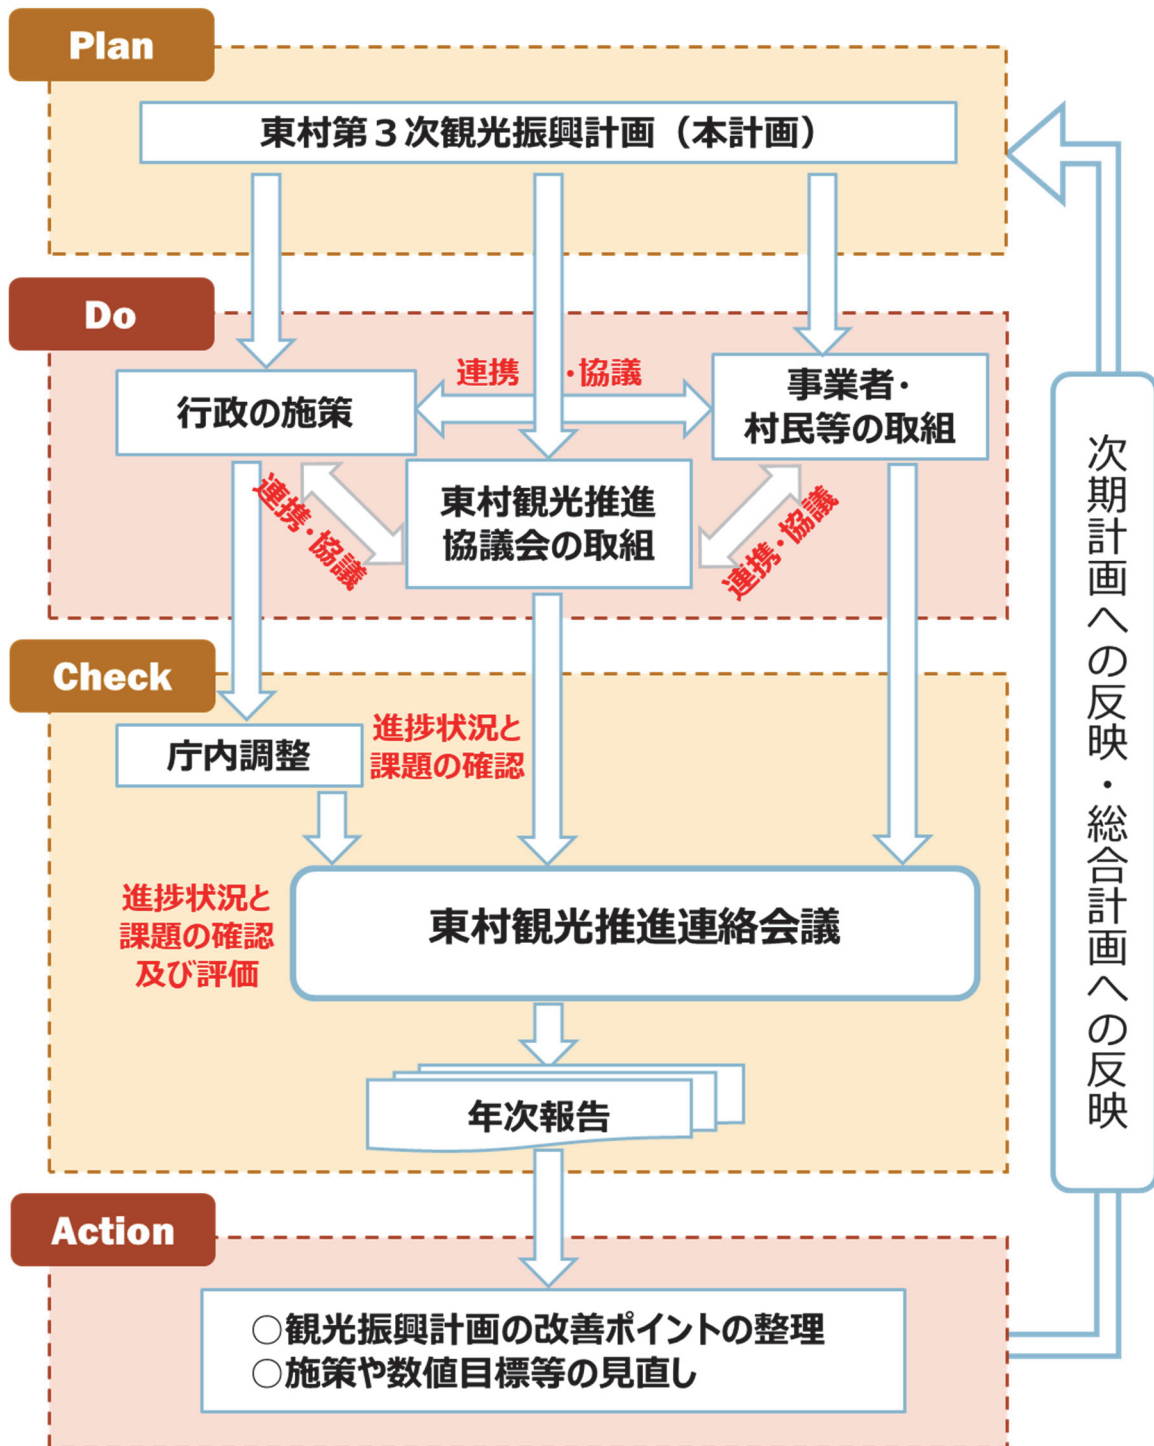 Plan
東村第３次観光振興計画（本計画）
Do
連携・協議
行政の施策
事業者・
村民等の取組
連携・協議
東村観光推進
協議会の取組
連携・協議
Check
庁内調整
進捗状況と
課題の確認
進捗状況と
課題の確認
及び評価
東村観光推進連絡会議
年次報告
Action
○観光振興計画の改善ポイントの整理
○施策や数値目標等の見直し
次期計画への反映・総合計画への反映